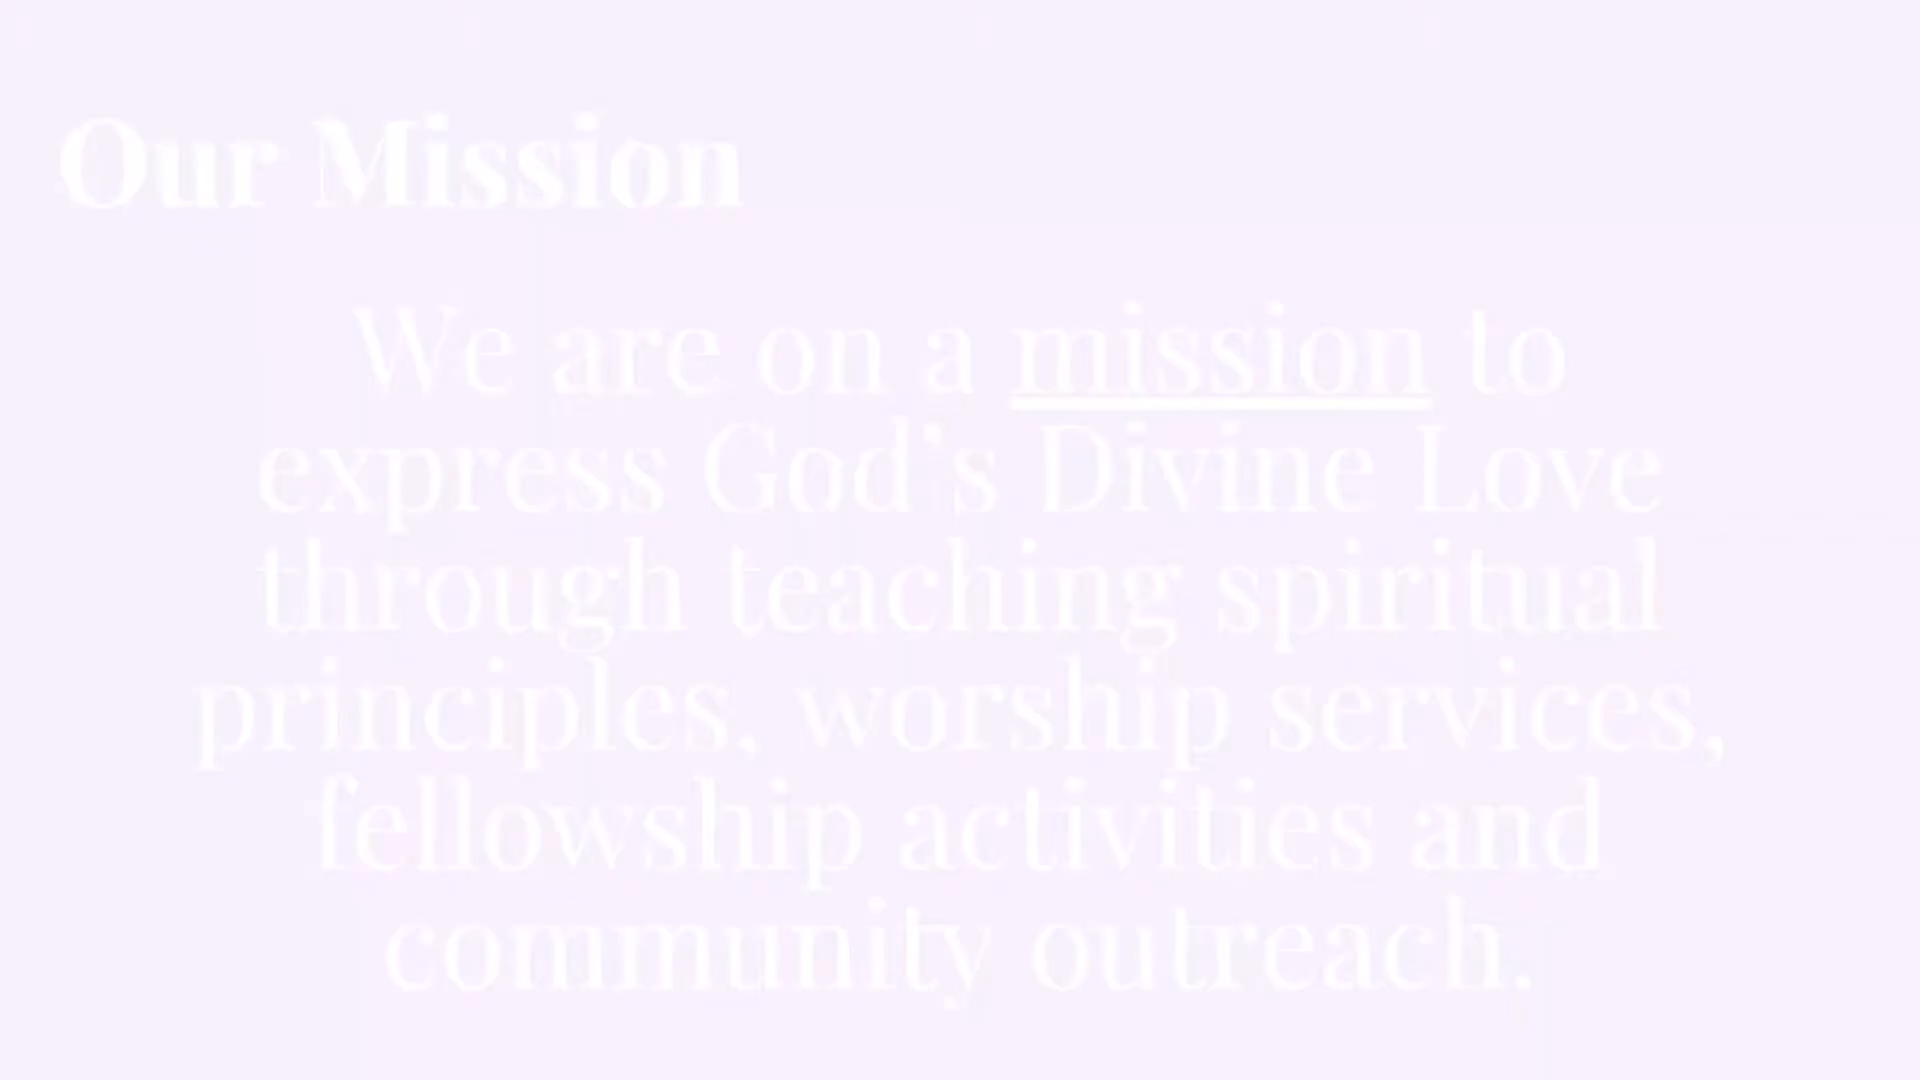 Our Mission
We are on a mission to
express God's Divine Love
through teaching spiritual
principles, worship services,
fellowship activities and
community outreach.